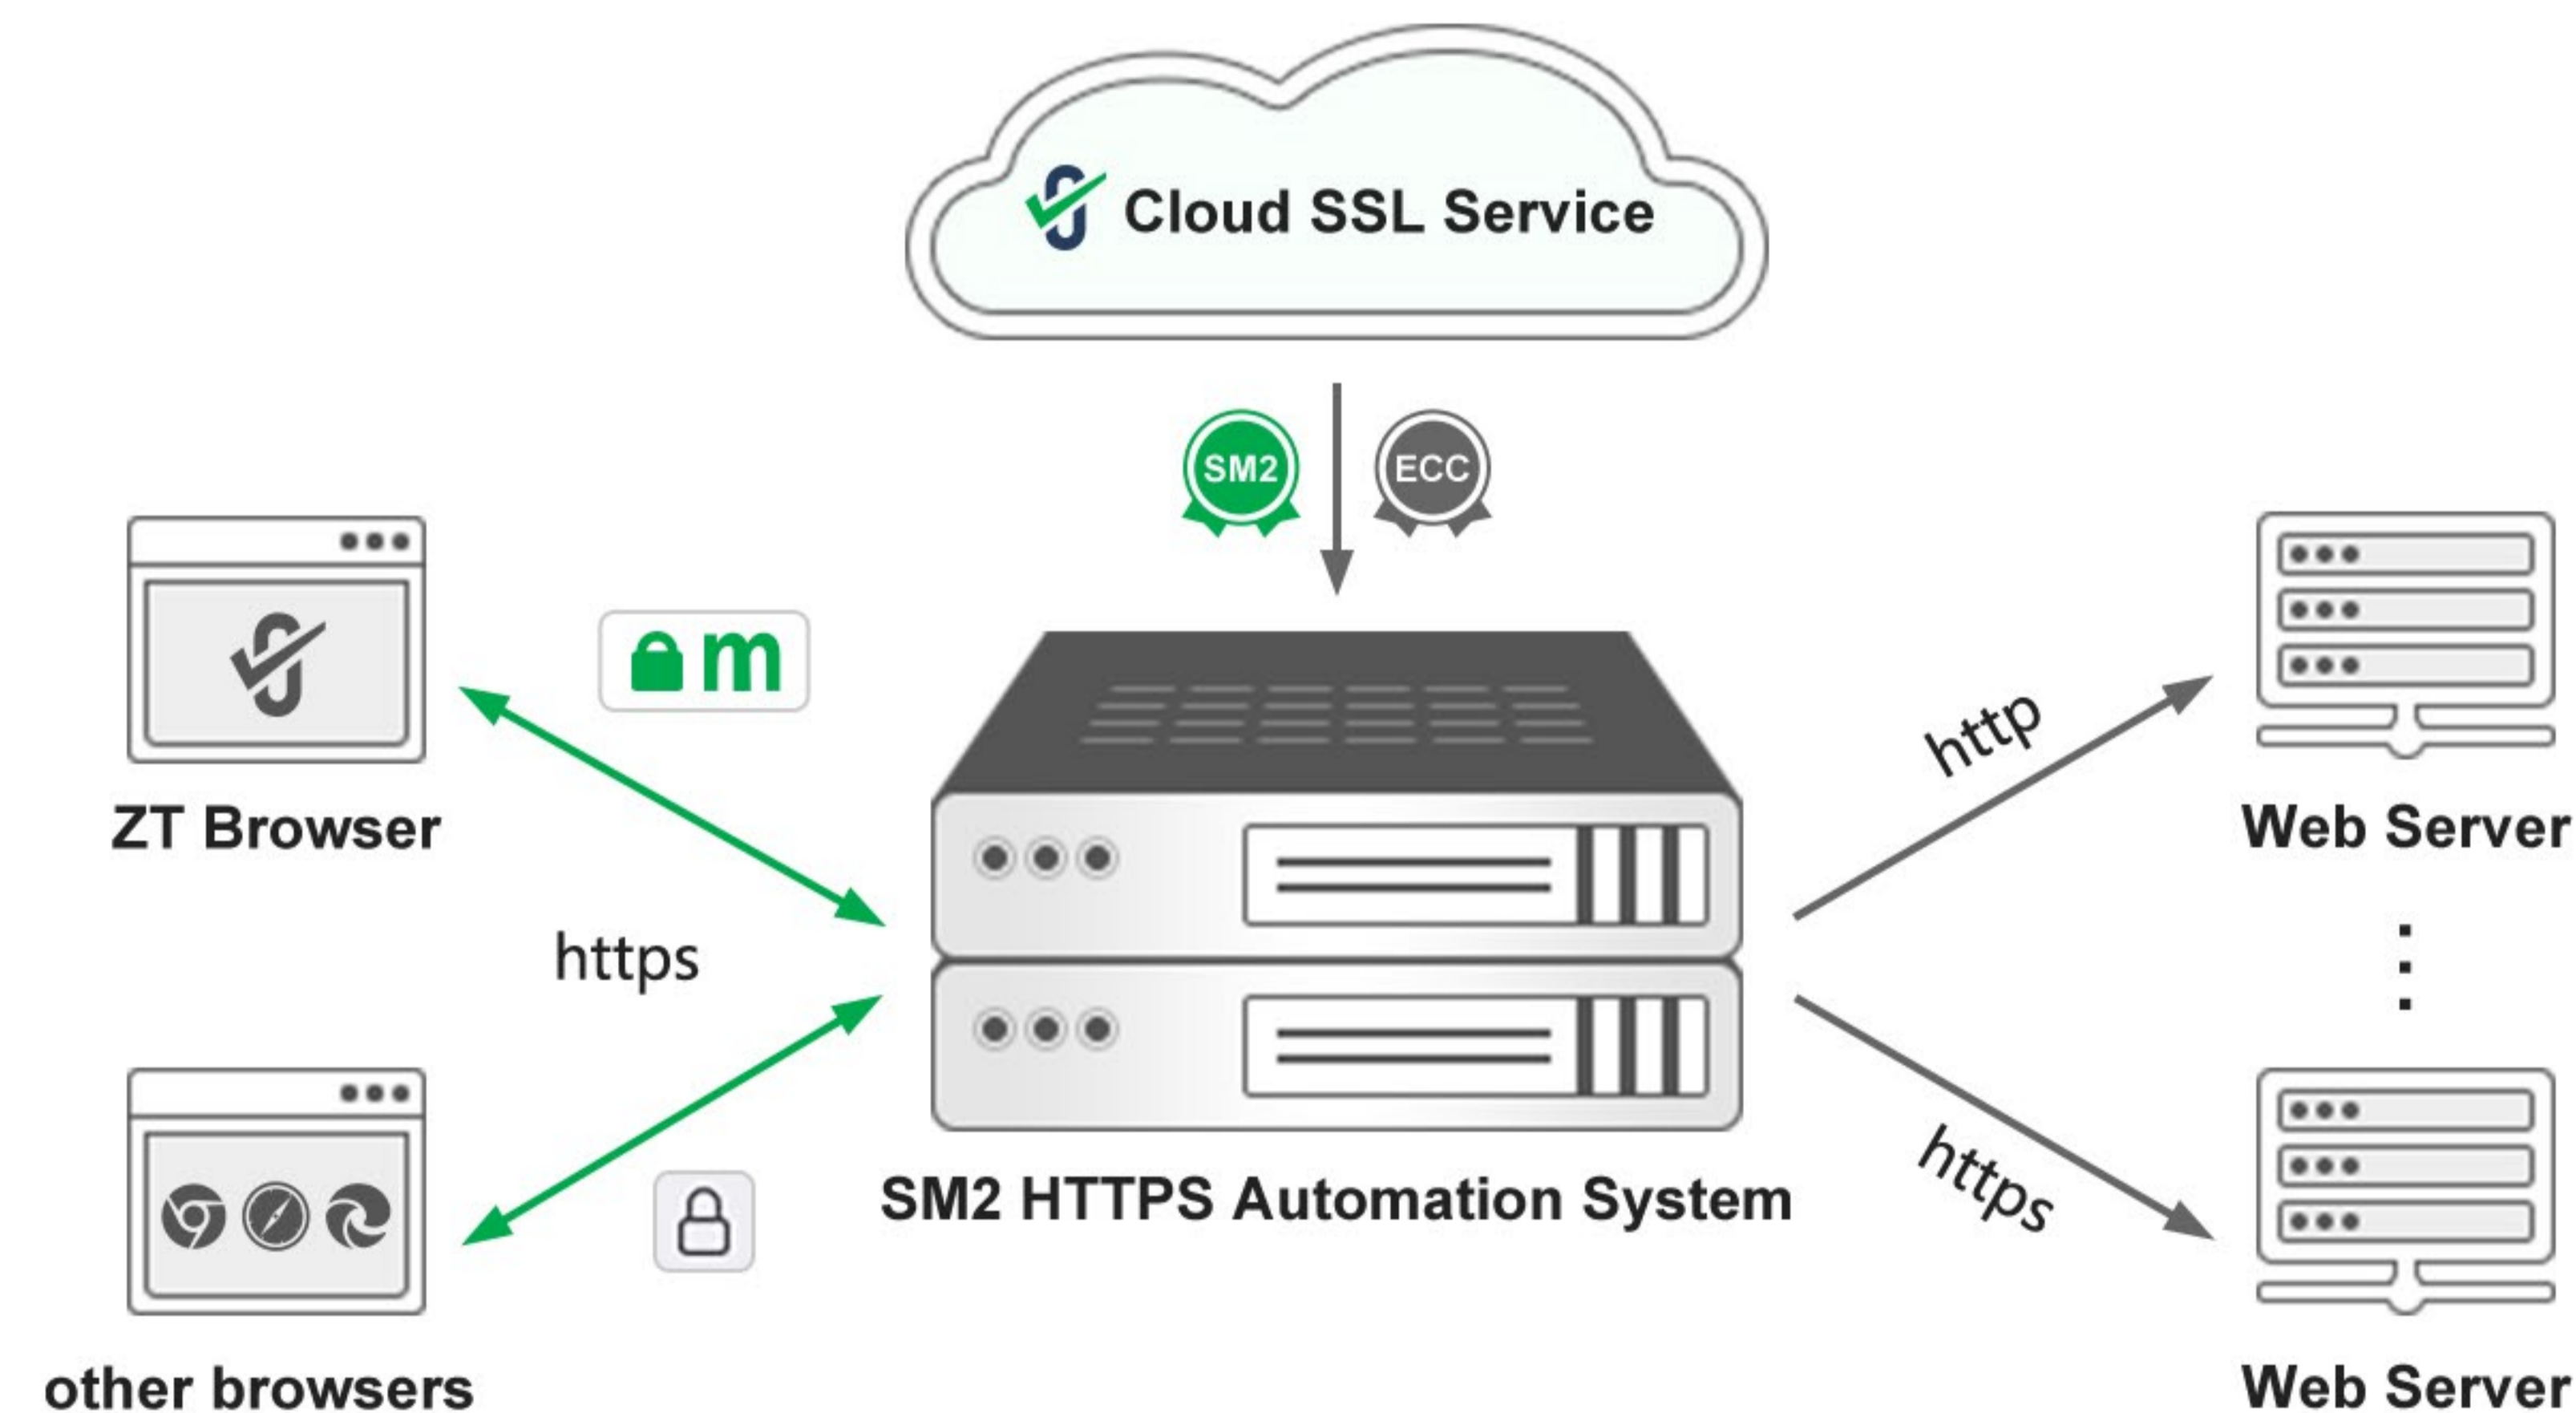 Cloud SSL Service
SM2
ECC
m
ZT Browser
http
Web Server
https
SM2 HTTPS Automation System
https
other browsers
Web Server